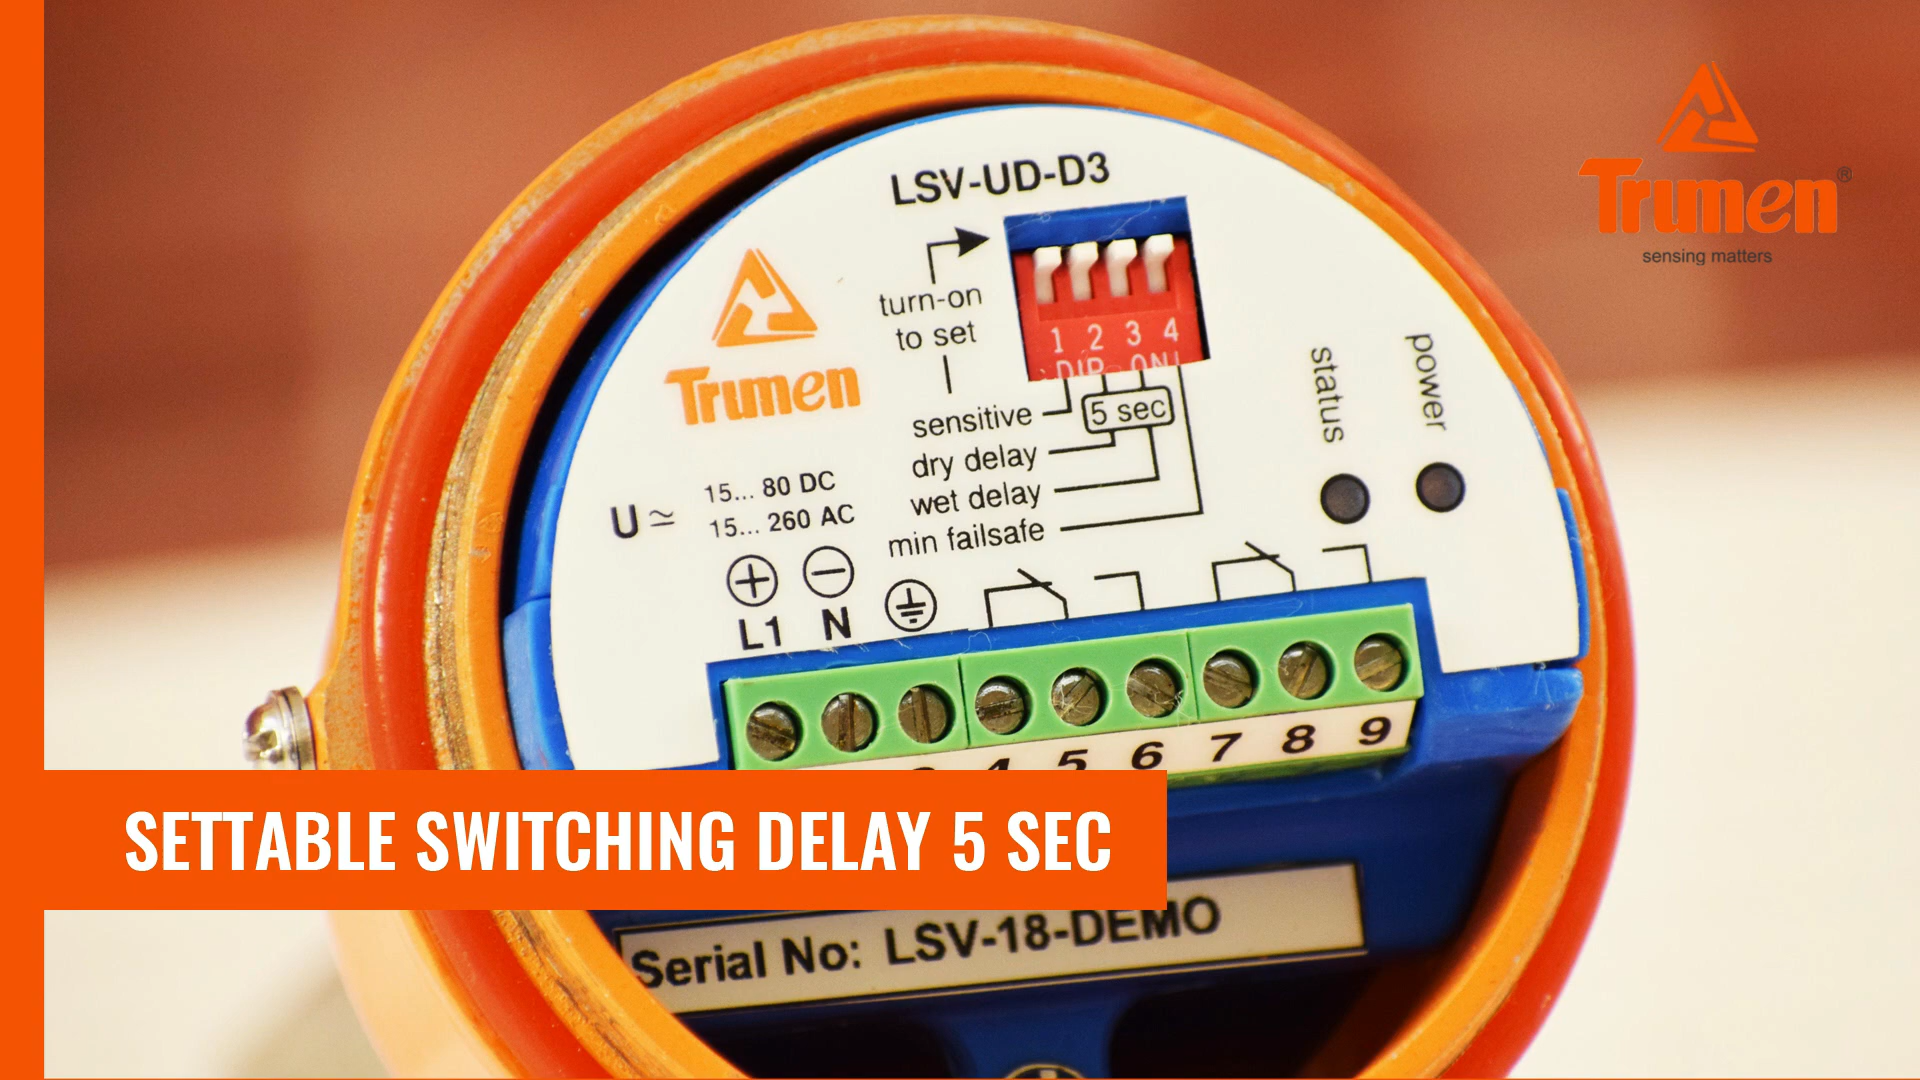 LSV-UD-D3
Trumen®
sensing matters
turn-on
to set
1 2 3 4
DIP ON
Trumen
sensitive
5 sec
dry delay
wet delay
min failsafe
status
power
U ≃
15... 80 DC
15... 260 AC
L1 N
4 5 6 7 8 9
SETTABLE SWITCHING DELAY 5 SEC
Serial No: LSV-18-DEMO